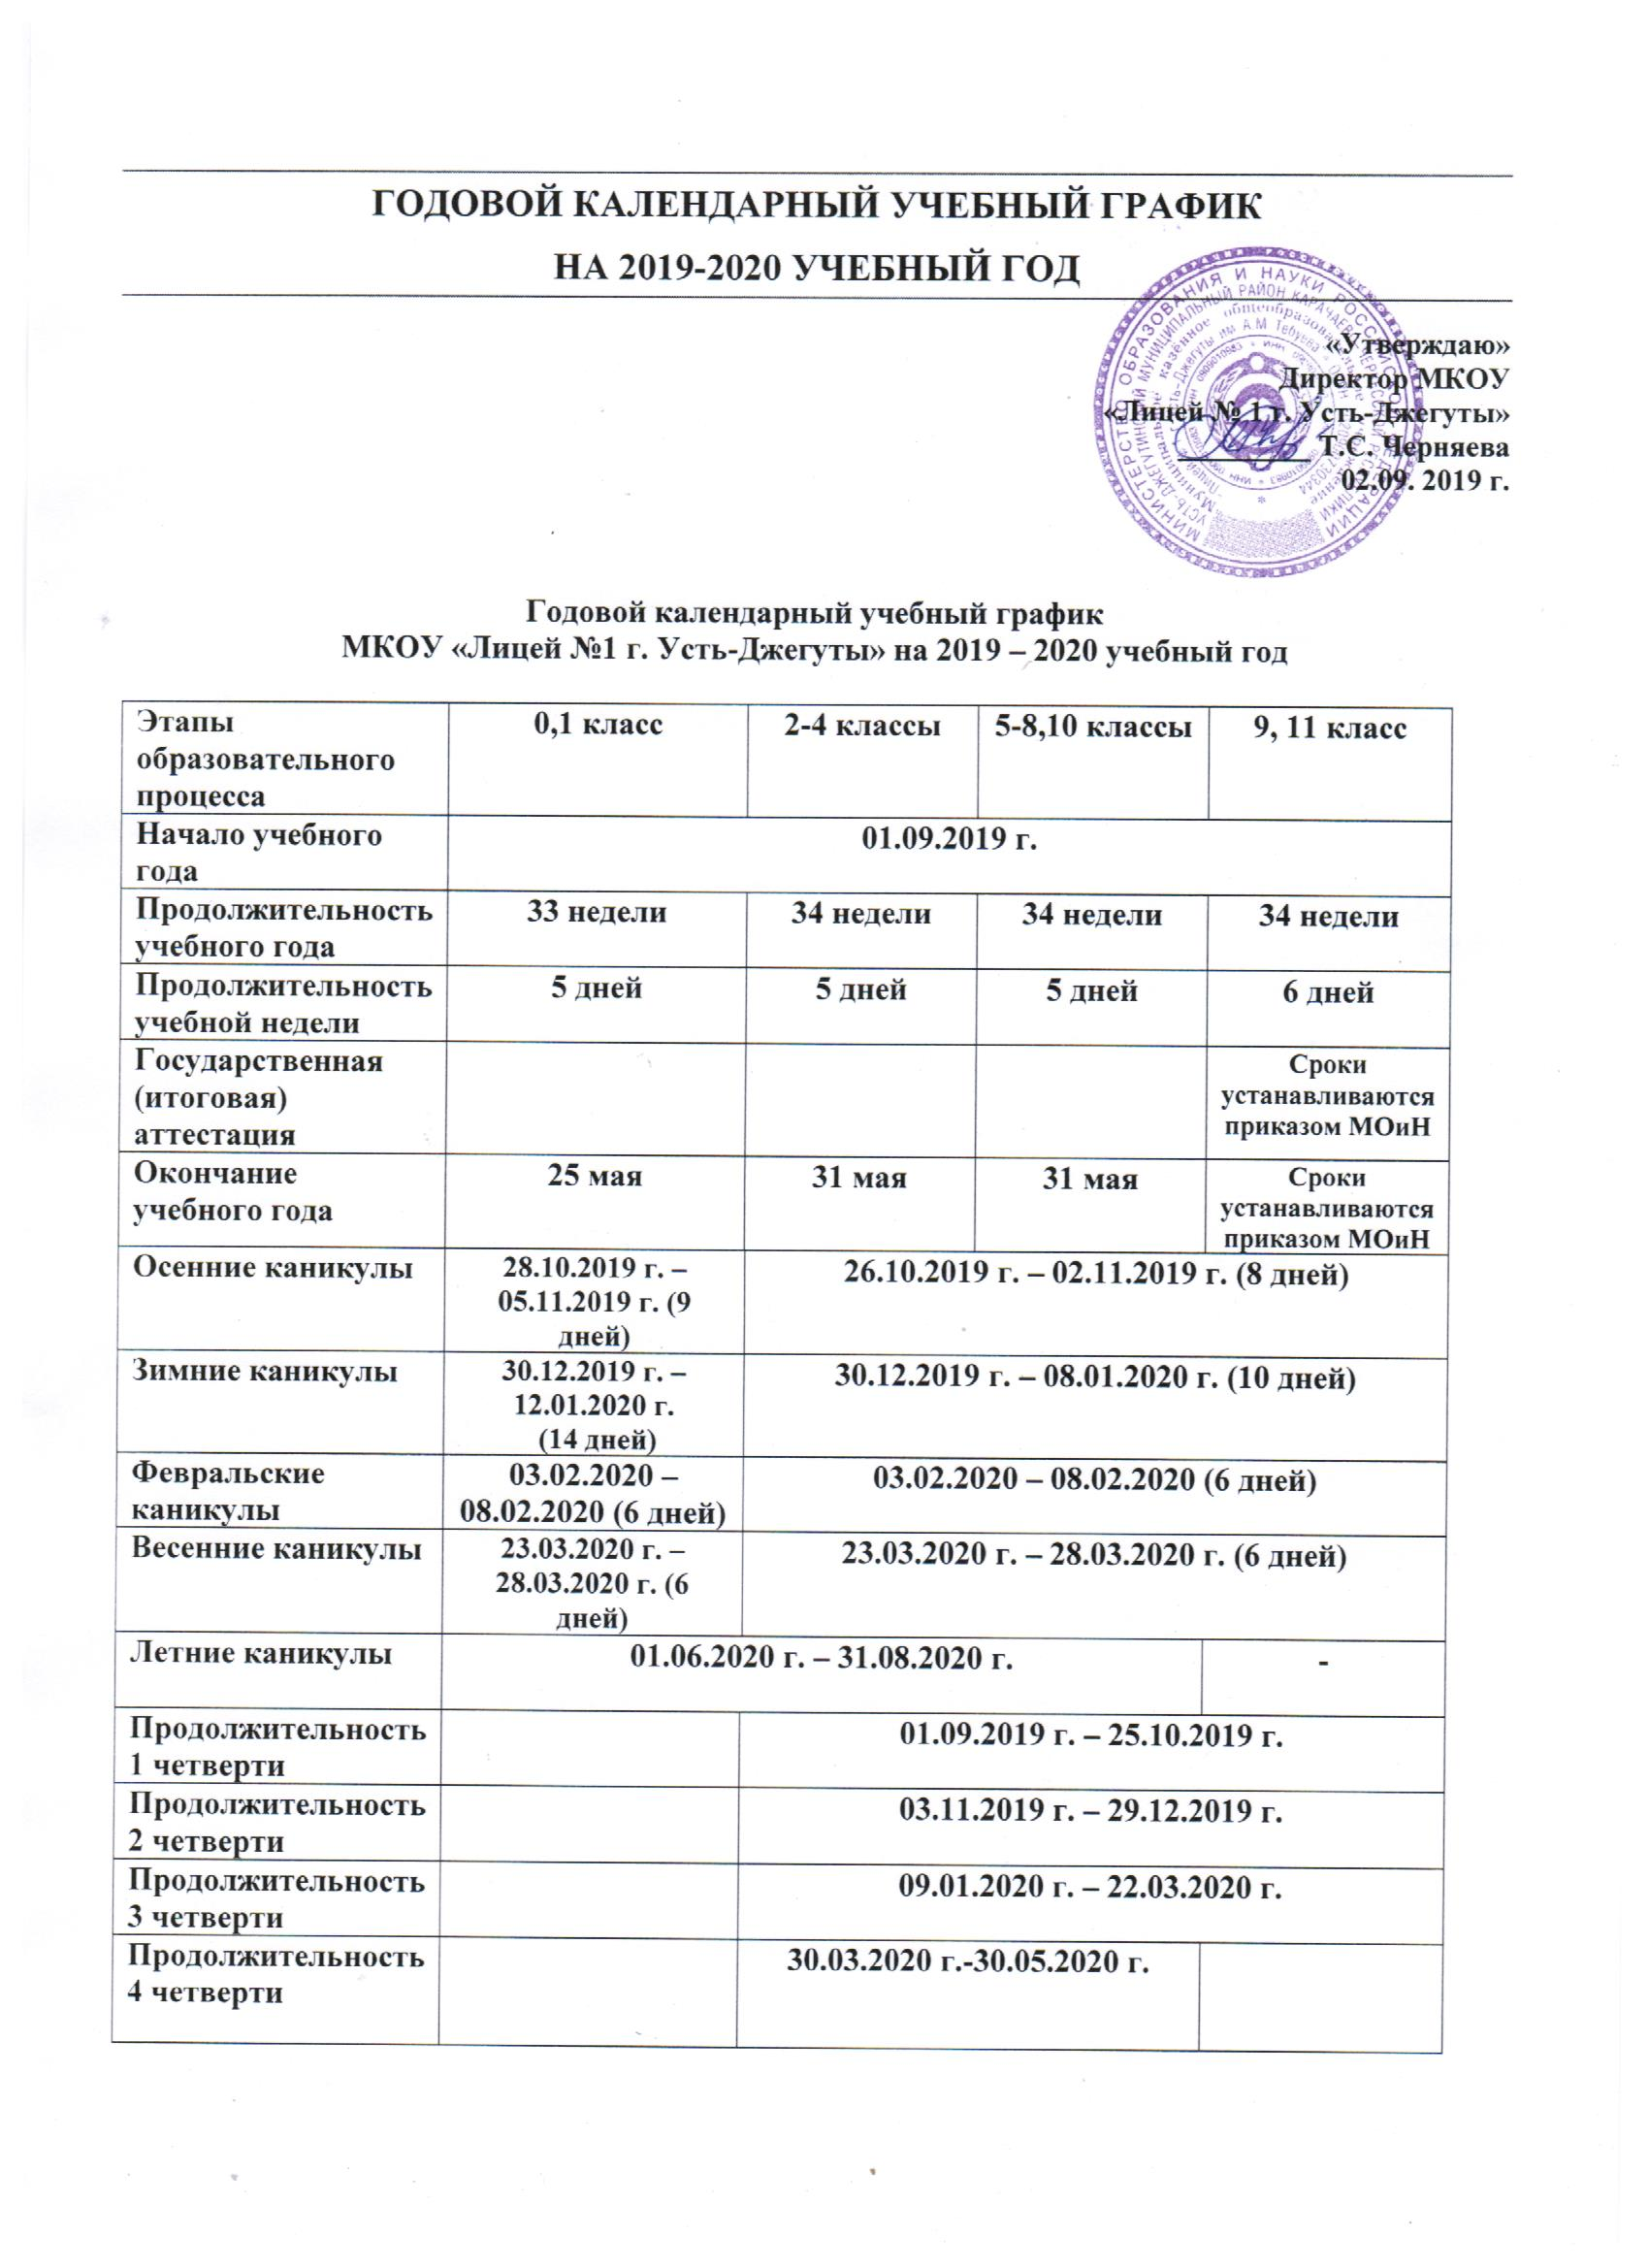 ГОДОВОЙ КАЛЕНДАРНЫЙ УЧЕБНЫЙ ГРАФИК
НА 2019-2020 УЧЕБНЫЙ ГОД
«Утверждаю»
Директор МКОУ
«Лицей № 1 г. Усть-Джегуты»
Т.С. Черняева
02.09. 2019 г.
МИНИСТЕРСТВО ОБРАЗОВАНИЯ И НАУКИ РОССИЙСКОЙ ФЕДЕРАЦИИ
Годовой календарный учебный график
МКОУ «Лицей №1 г. Усть-Джегуты» на 2019 – 2020 учебный год
Этапы
образовательного
процесса
0,1 класс
2-4 классы
5-8,10 классы
9, 11 класс
Начало учебного
года
01.09.2019 г.
Продолжительность
учебного года
33 недели
34 недели
34 недели
34 недели
Продолжительность
учебной недели
5 дней
5 дней
5 дней
6 дней
Государственная
(итоговая)
аттестация
Сроки
устанавливаются
приказом МОиН
Окончание
учебного года
25 мая
31 мая
31 мая
Сроки
устанавливаются
приказом МОиН
Осенние каникулы
28.10.2019 г. –
05.11.2019 г. (9
дней)
26.10.2019 г. – 02.11.2019 г. (8 дней)
Зимние каникулы
30.12.2019 г. –
12.01.2020 г.
(14 дней)
30.12.2019 г. – 08.01.2020 г. (10 дней)
Февральские
каникулы
03.02.2020 –
08.02.2020 (6 дней)
03.02.2020 – 08.02.2020 (6 дней)
Весенние каникулы
23.03.2020 г. –
28.03.2020 г. (6
дней)
23.03.2020 г. – 28.03.2020 г. (6 дней)
Летние каникулы
01.06.2020 г. – 31.08.2020 г.
-
Продолжительность
1 четверти
01.09.2019 г. – 25.10.2019 г.
Продолжительность
2 четверти
03.11.2019 г. – 29.12.2019 г.
Продолжительность
3 четверти
09.01.2020 г. – 22.03.2020 г.
Продолжительность
4 четверти
30.03.2020 г.-30.05.2020 г.